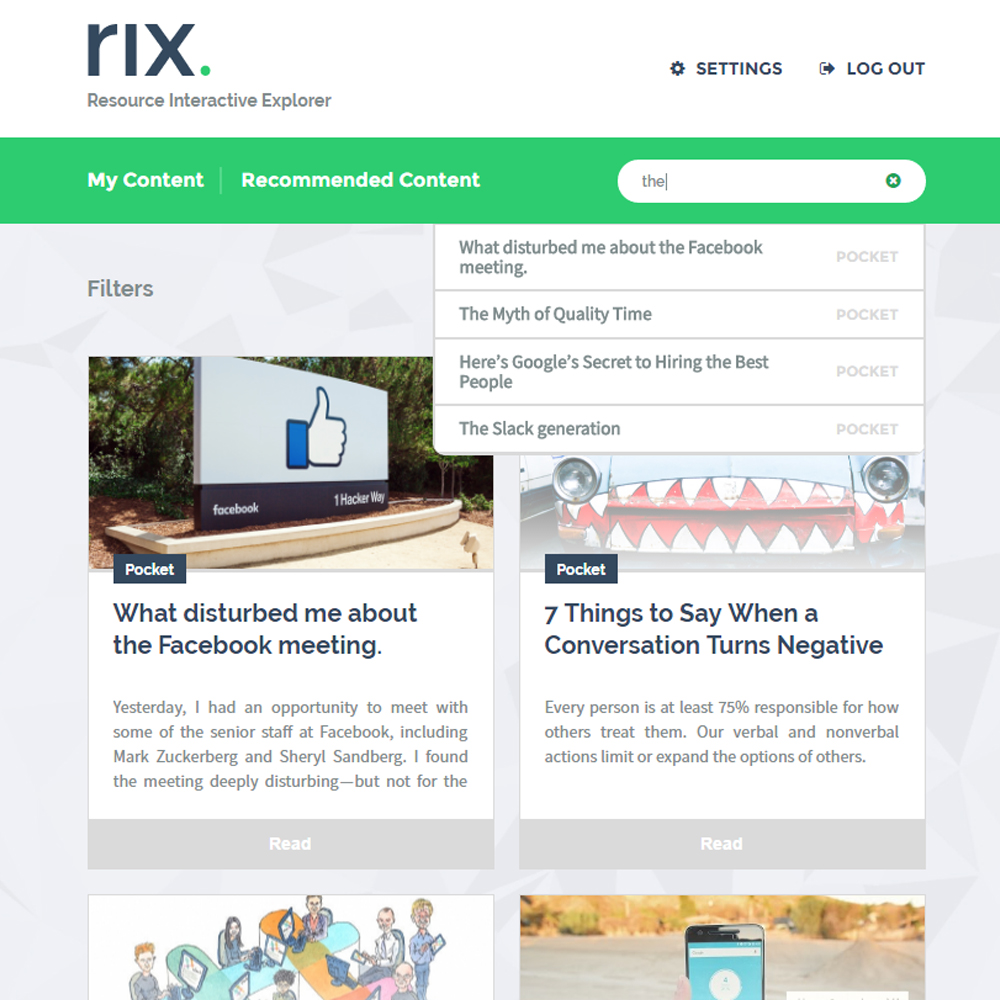 rıx.
Resource Interactive Explorer
SETTINGS
LOG OUT
My Content
Recommended Content
the
What disturbed me about the Facebook
meeting.
POCKET
The Myth of Quality Time
POCKET
Here’s Google’s Secret to Hiring the Best
People
POCKET
The Slack generation
POCKET
Filters
facebook
1 Hacker Way
Pocket
What disturbed me about
the Facebook meeting.
Yesterday, I had an opportunity to meet with
some of the senior staff at Facebook, including
Mark Zuckerberg and Sheryl Sandberg. I found
the meeting deeply disturbing—but not for the
Read
Pocket
7 Things to Say When a
Conversation Turns Negative
Every person is at least 75% responsible for how
others treat them. Our verbal and nonverbal
actions limit or expand the options of others.
Read